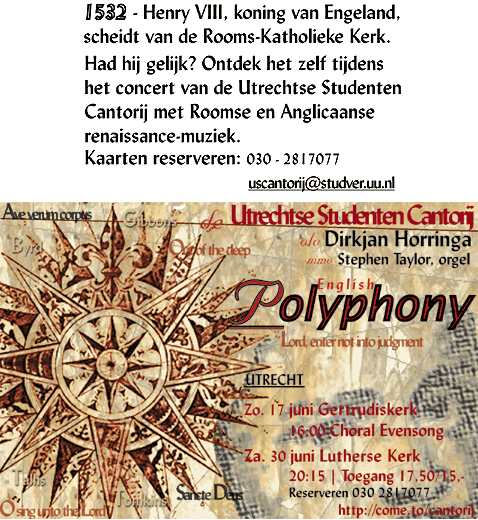 1532 - Henry VIII, koning van Engeland,
scheidt van de Rooms-Katholieke Kerk.
Had hij gelijk? Ontdek het zelf tijdens
het concert van de Utrechtse Studenten
Cantorij met Roomse en Anglicaanse
renaissance-muziek.
Kaarten reserveren: 030 - 2817077
uscantorij@studver.uu.nl
Ave verum corpus
Gibbons
de Utrechtse Studenten Cantorij
Byrd
Out of the deep
olv Dirkjan Horringa
mmv Stephen Taylor, orgel
English
Polyphony
Lord, enter not into judgment
UTRECHT
Zo. 17 juni Gertrudiskerk
16:00 Choral Evensong
Za. 30 juni Lutherse Kerk
20:15 | Toegang 17.50/15,-
Tallis
Tomkins
Sancte Deus
Reserveren 030 2817077
O sing unto the Lord
http://come.to/cantorij